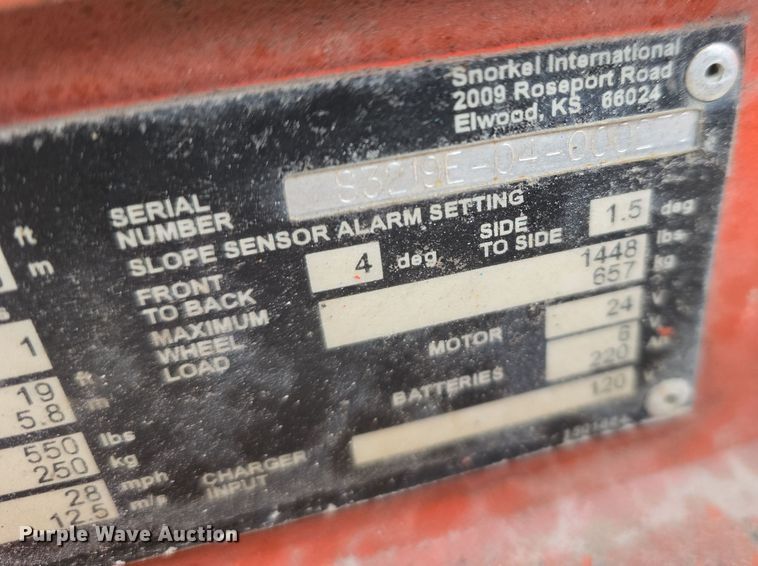 Snorkel International
2009 Roseport Road
Elwood, KS 66024
SERIAL
NUMBER
SLOPE SENSOR ALARM SETTING
FRONT
TO BACK
4 deg
SIDE
TO SIDE
1.5 deg
MAXIMUM
WHEEL
LOAD
1448 lbs
657 kg
MOTOR
24 V
BATTERIES
6 V
220 AH
CHARGER
INPUT
120
ft
m
1
19 ft
5.8 m
550 lbs
250 kg
28 mph
12.5 m/s
Purple Wave Auction